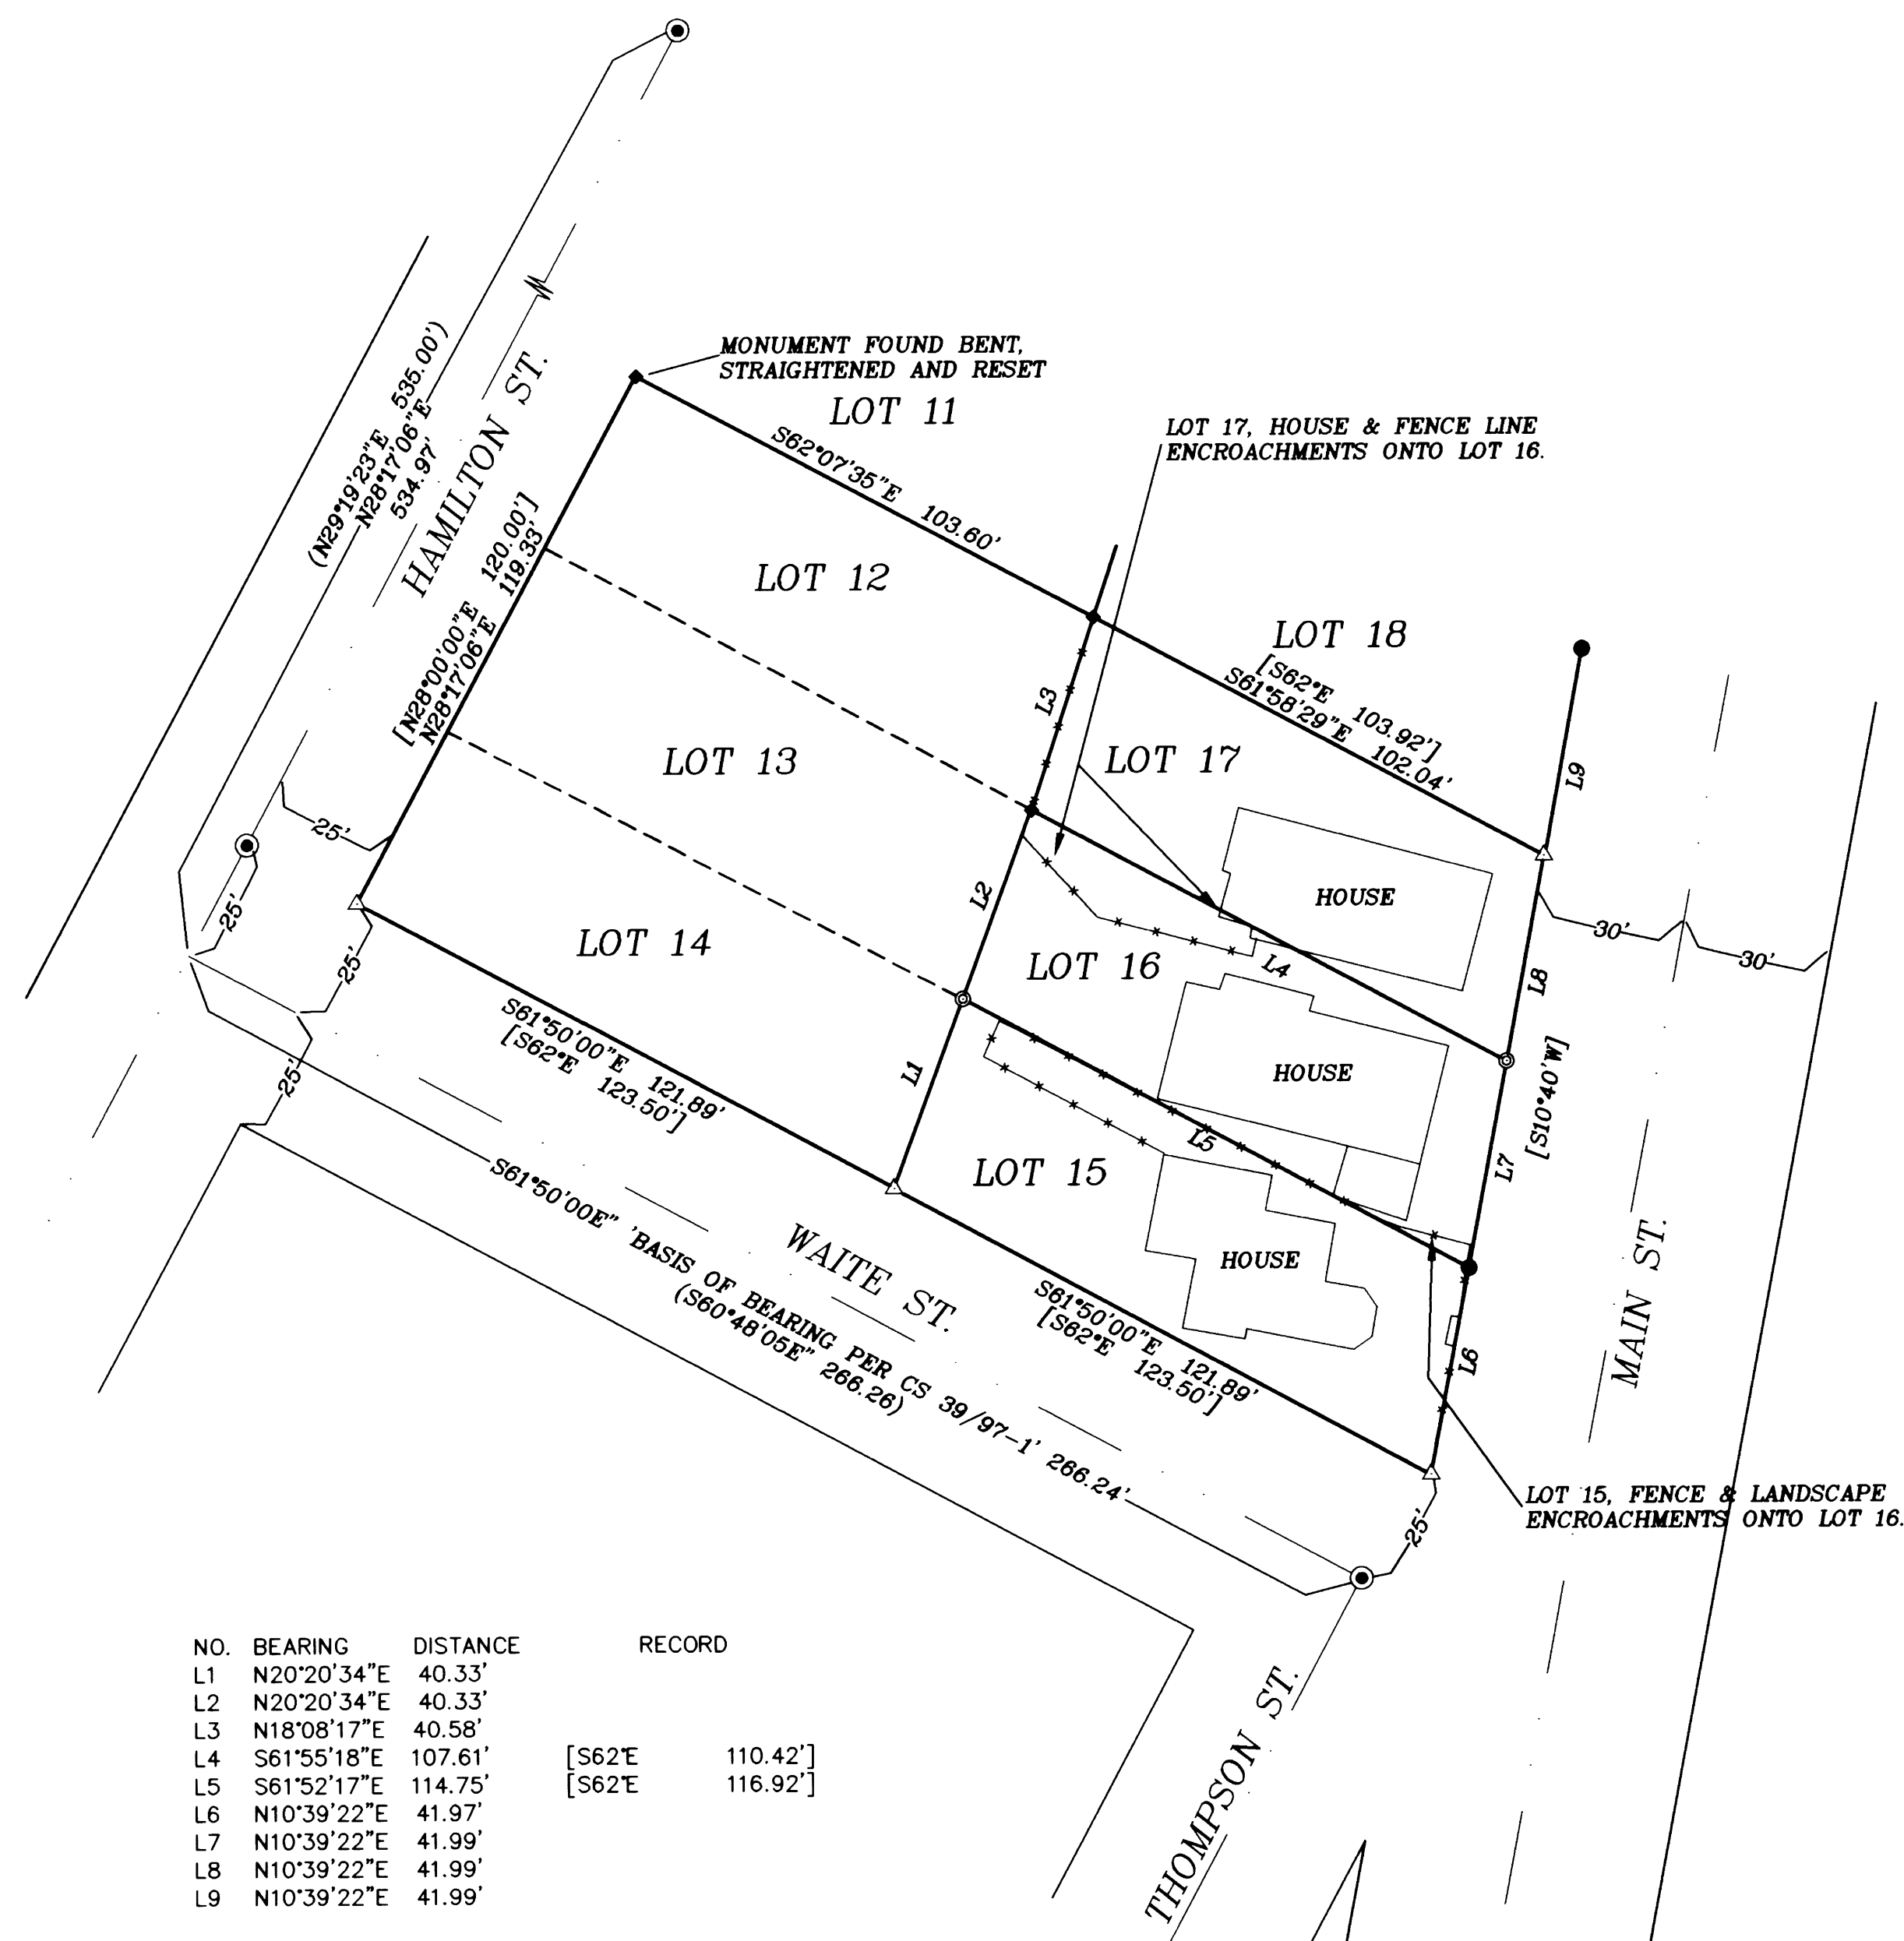 MONUMENT FOUND BENT,
STRAIGHTENED AND RESET
LOT 11
LOT 17, HOUSE & FENCE LINE
ENCROACHMENTS ONTO LOT 16.
(N29°19'23"E 535.00')
N28°17'06"E
534.97'
HAMILTON ST.
[N28°00'00"E 120.00']
N28°17'06"E 119.33'
S62°07'35"E 103.60'
LOT 12
LOT 18
[S62°E 103.92']
S61°58'29"E 102.04'
L3
L9
LOT 13
LOT 17
25'
HOUSE
L2
25'
30'
30'
LOT 14
25'
LOT 16
L4
L8
S61°50'00"E 121.89'
[S62°E 123.50']
L1
HOUSE
25'
[S10°40'W]
L5
L7
LOT 15
HOUSE
S61°50'00E" 'BASIS OF BEARING PER CS 39/97-1' 266.24'
(S60°48'05E" 266.26)
WAITE ST.
S61°50'00"E 121.89'
[S62°E 123.50']
L6
MAIN ST.
LOT 15, FENCE & LANDSCAPE
ENCROACHMENTS ONTO LOT 16.
25'
THOMPSON ST.
NO. BEARING DISTANCE RECORD
L1 N20°20'34"E 40.33'
L2 N20°20'34"E 40.33'
L3 N18°08'17"E 40.58'
L4 S61°55'18"E 107.61' [S62°E 110.42']
L5 S61°52'17"E 114.75' [S62°E 116.92']
L6 N10°39'22"E 41.97'
L7 N10°39'22"E 41.99'
L8 N10°39'22"E 41.99'
L9 N10°39'22"E 41.99'